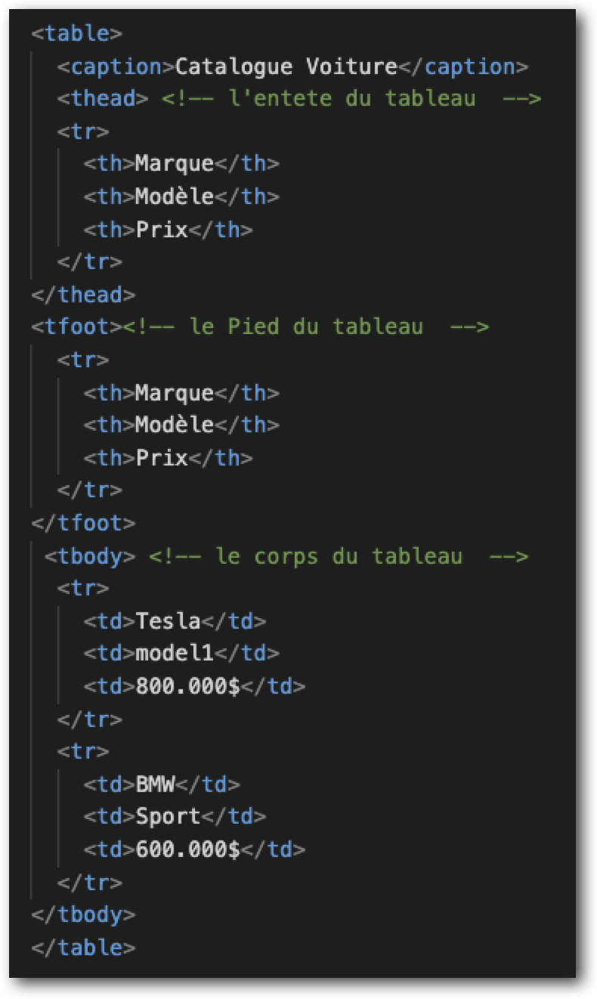 <table>
<caption>Catalogue Voiture</caption>
<thead> <!-- l'entete du tableau  -->
<tr>
<th>Marque</th>
<th>Modèle</th>
<th>Prix</th>
</tr>
</thead>
<tfoot><!-- le Pied du tableau  -->
<tr>
<th>Marque</th>
<th>Modèle</th>
<th>Prix</th>
</tr>
</tfoot>
<tbody> <!-- le corps du tableau  -->
<tr>
<td>Tesla</td>
<td>model1</td>
<td>800.000$</td>
</tr>
<tr>
<td>BMW</td>
<td>Sport</td>
<td>600.000$</td>
</tr>
</tbody>
</table>